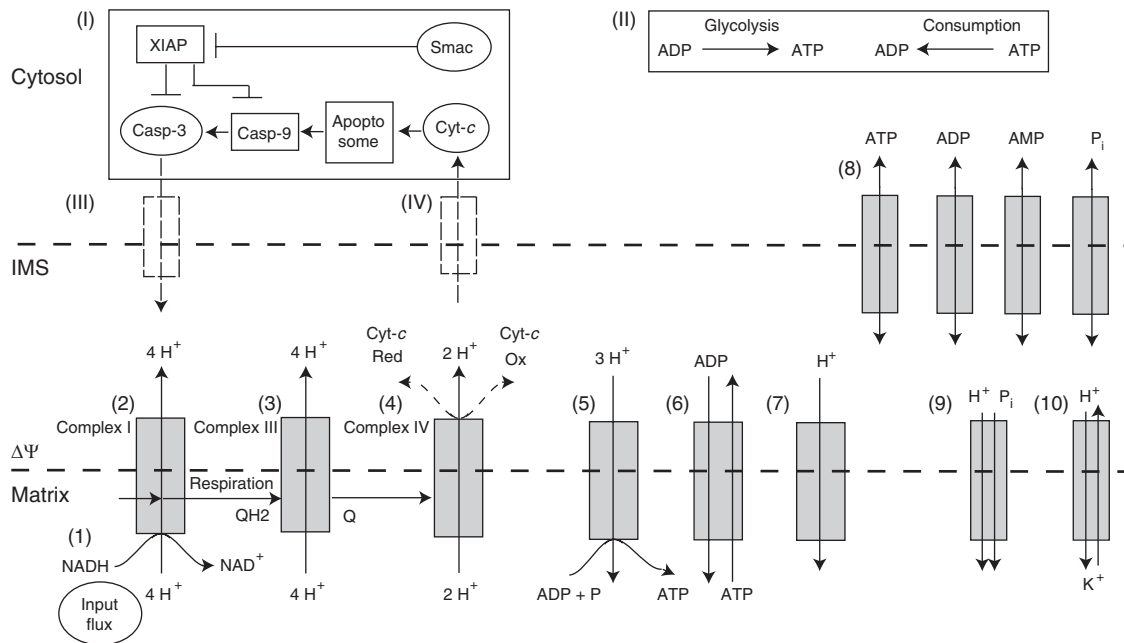 (I)
XIAP
Smac
Cytosol
Casp-3
Casp-9
Apopto
some
Cyt-c
(II)
Glycolysis
Consumption
ADP
ATP
ADP
ATP
(III)
(IV)
(8)
ATP
ADP
AMP
Pi
IMS
4 H+
4 H+
Cyt-c
Red
2 H+
Cyt-c
Ox
3 H+
ADP
H+
(2)
Complex I
(3)
Complex III
(4)
Complex IV
(5)
(6)
(7)
(9)
H+
Pi
(10)
H+
ΔΨ
Matrix
Respiration
QH2
Q
(1)
NADH
NAD+
Input
flux
4 H+
4 H+
2 H+
ADP + P
ATP
ATP
K+